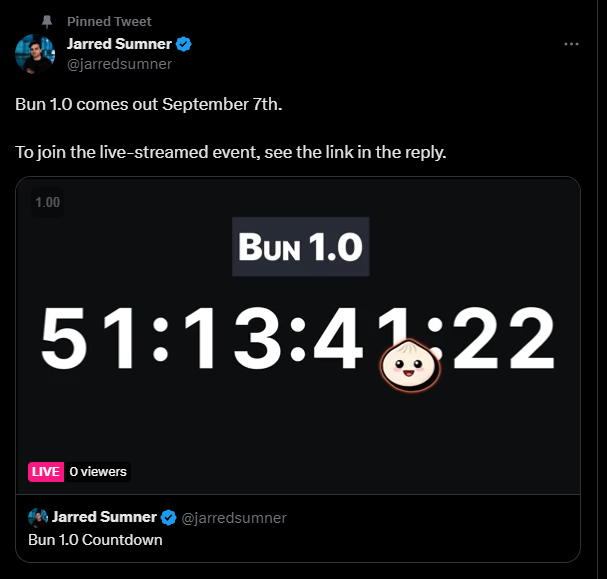 Pinned Tweet
Jarred Sumner
@jarredsumner
Bun 1.0 comes out September 7th.
To join the live-streamed event, see the link in the reply.
1.00
BUN 1.0
51:13:41:22
LIVE 0 viewers
Jarred Sumner @jarredsumner
Bun 1.0 Countdown